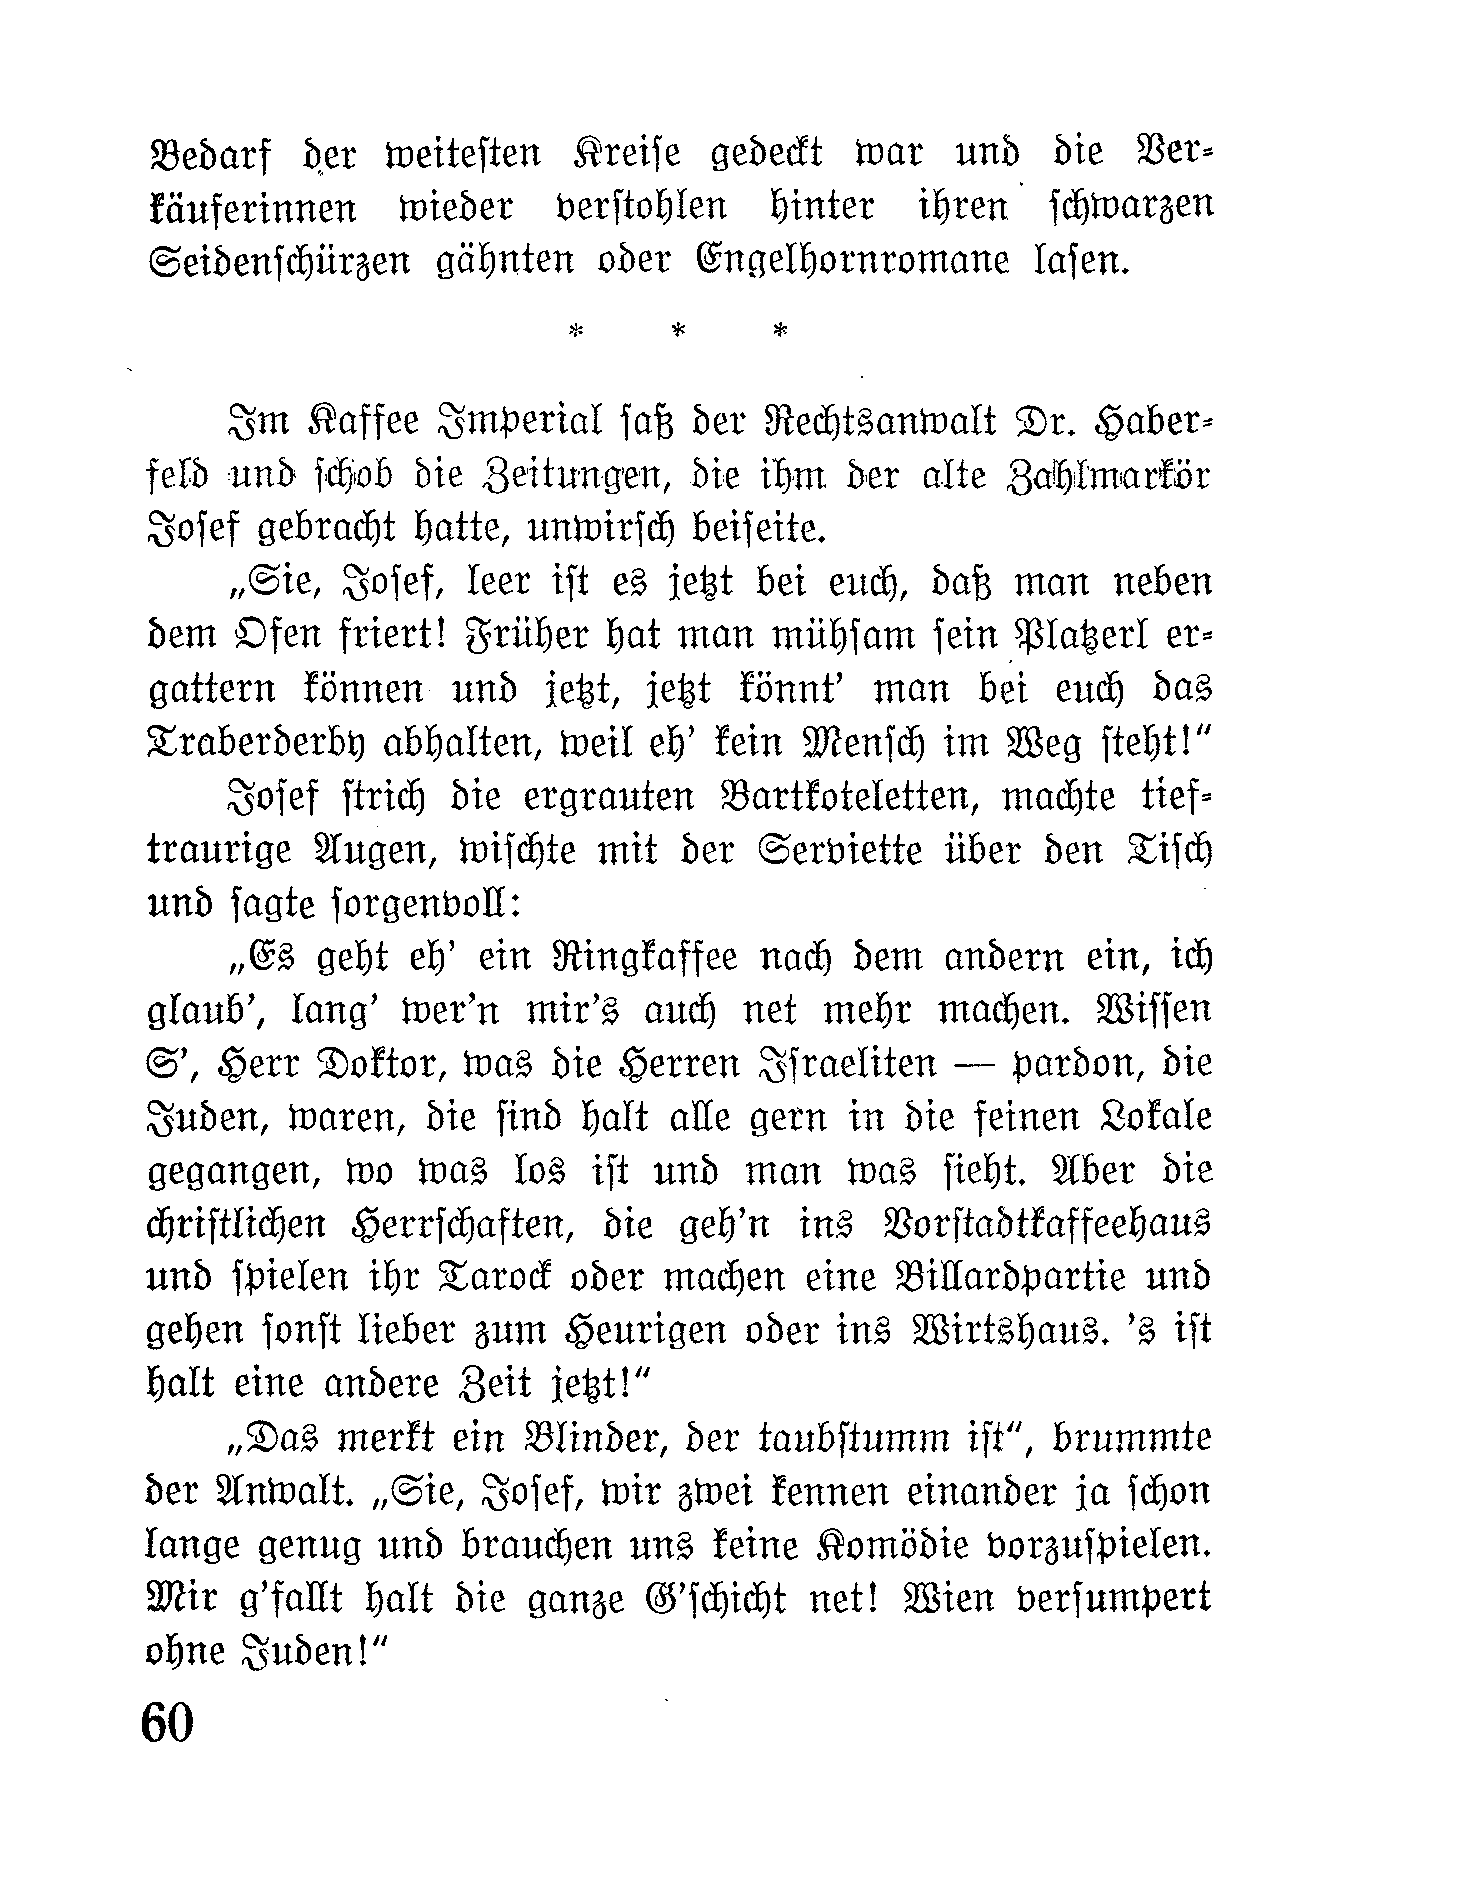 Bedarf der weiteſten Kreiſe gedeckt war und die Ver-
käuferinnen wieder verſtohlen hinter ihren ſchwarzen
Seidenſchürzen gähnten oder Engelhornromane laſen.
* * *
Im Kaffee Imperial ſaß der Rechtsanwalt Dr. Haber-
feld und ſchob die Zeitungen, die ihm der alte Zahlmarkör
Joſef gebracht hatte, unwirſch beiſeite.
„Sie, Joſef, leer iſt es jetzt bei euch, daß man neben
dem Ofen friert! Früher hat man mühſam ſein Platzerl er-
gattern können und jetzt, jetzt könnt’ man bei euch das
Traberderby abhalten, weil eh’ kein Menſch im Weg ſteht!“
Joſef ſtrich die ergrauten Bartkoteletten, machte tief-
traurige Augen, wiſchte mit der Serviette über den Tiſch
und ſagte ſorgenvoll:
„Es geht eh’ ein Ringkaffee nach dem andern ein, ich
glaub’, lang’ wer’n mir’s auch net mehr machen. Wiſſen
S’, Herr Doktor, was die Herren Iſraeliten — pardon, die
Juden, waren, die ſind halt alle gern in die feinen Lokale
gegangen, wo was los iſt und man was ſieht. Aber die
chriſtlichen Herrſchaften, die geh’n ins Vorſtadtkaffeehaus
und ſpielen ihr Tarock oder machen eine Billardpartie und
gehen ſonſt lieber zum Heurigen oder ins Wirtshaus. ’s iſt
halt eine andere Zeit jetzt!“
„Das merkt ein Blinder, der taubſtumm iſt“, brummte
der Anwalt. „Sie, Joſef, wir zwei kennen einander ja ſchon
lange genug und brauchen uns keine Komödie vorzuſpielen.
Mir g’fallt halt die ganze G’ſchicht net! Wien verſumpert
ohne Juden!“
60